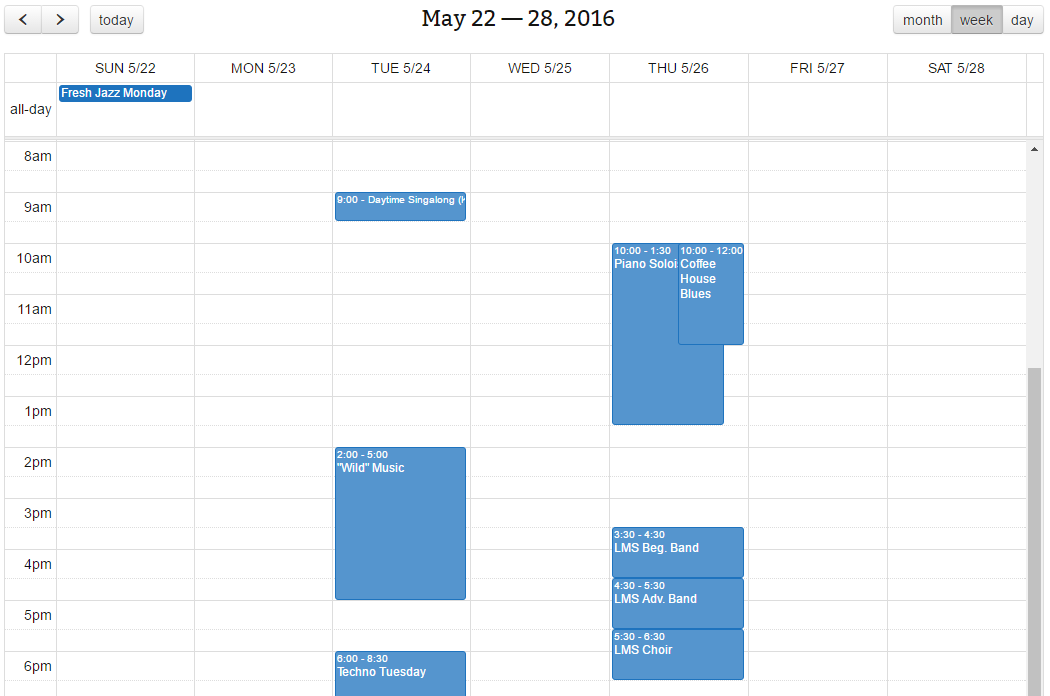 today
May 22 — 28, 2016
month week day
SUN 5/22 MON 5/23 TUE 5/24 WED 5/25 THU 5/26 FRI 5/27 SAT 5/28
all-day
Fresh Jazz Monday
8am
9am
9:00 - Daytime Singalong (
10am
10:00 - 1:30
Piano Solois
10:00 - 12:00
Coffee
House
Blues
11am
12pm
1pm
2pm
2:00 - 5:00
"Wild" Music
3pm
3:30 - 4:30
LMS Beg. Band
4pm
4:30 - 5:30
LMS Adv. Band
5pm
5:30 - 6:30
LMS Choir
6pm
6:00 - 8:30
Techno Tuesday